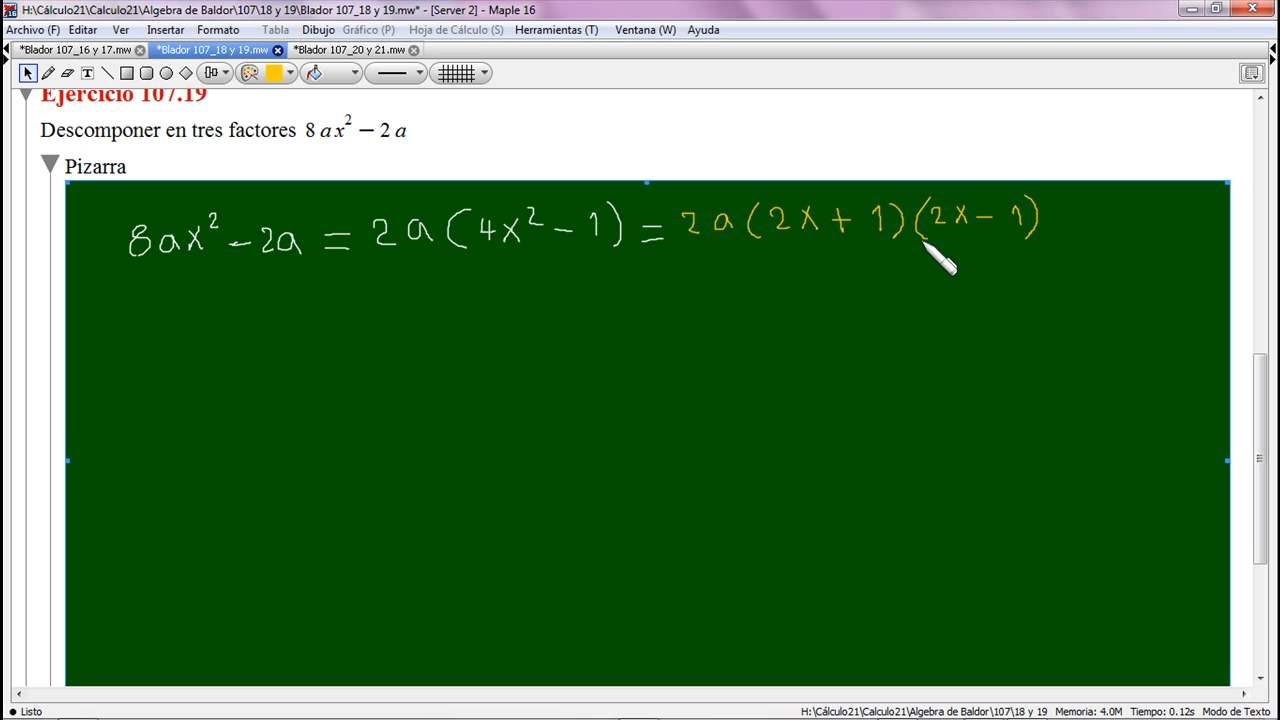 H:\Cálculo21\Calculo21\Algebra de Baldor\107\18 y 19\Blador 107_18 y 19.mw* - [Server 2] - Maple 16
Archivo (F) Editar Ver Insertar Formato Tabla Dibujo Gráfico (P) Hoja de Cálculo (S) Herramientas (T) Ventana (W) Ayuda
*Blador 107_16 y 17.mw *Blador 107_18 y 19.mw *Blador 107_20 y 21.mw
Ejercicio 107.19
Descomponer en tres factores 8 a x² − 2 a
Pizarra
8ax² − 2a = 2a(4x² − 1) = 2a(2x + 1)(2x − 1)
Listo H:\Cálculo21\Calculo21\Algebra de Baldor\107\18 y 19 Memoria: 4.0M Tiempo: 0.12s Modo de Texto